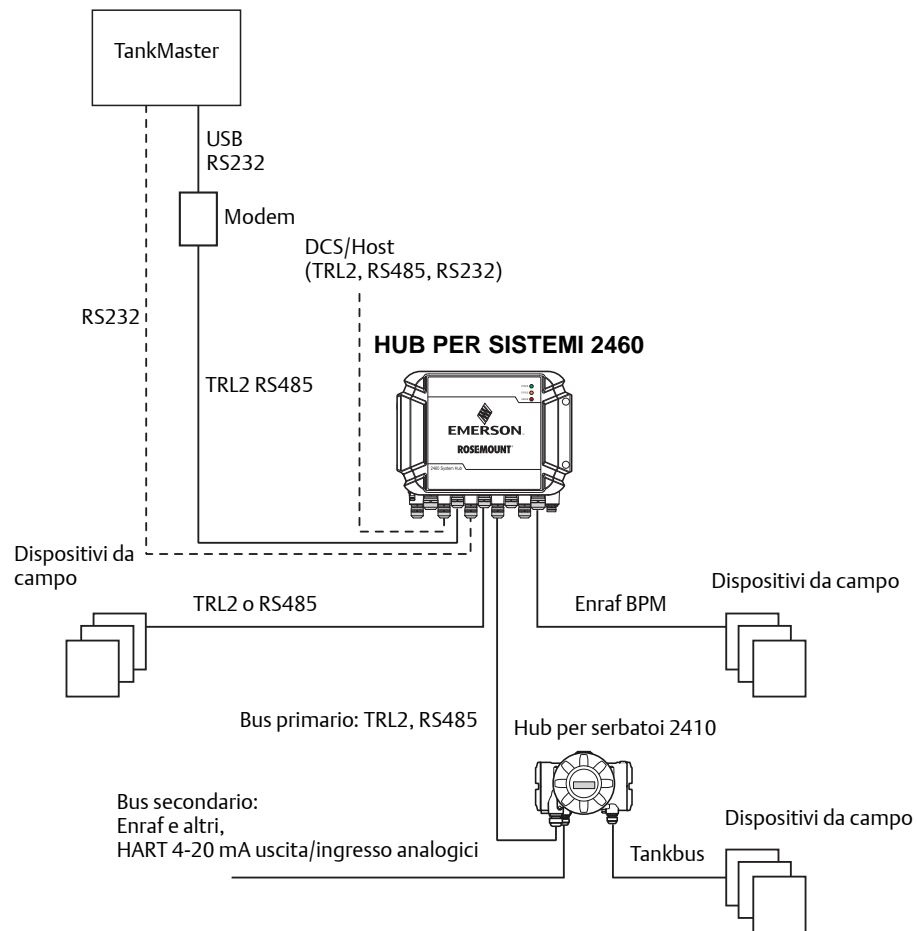 TankMaster
USB
RS232
Modem
DCS/Host
(TRL2, RS485, RS232)
RS232
HUB PER SISTEMI 2460
TRL2 RS485
EMERSON
ROSEMOUNT
2460 System Hub
Dispositivi da
campo
TRL2 o RS485
Enraf BPM
Dispositivi da campo
Bus primario: TRL2, RS485
Hub per serbatoi 2410
Bus secondario:
Enraf e altri,
HART 4-20 mA uscita/ingresso analogici
Tankbus
Dispositivi da campo